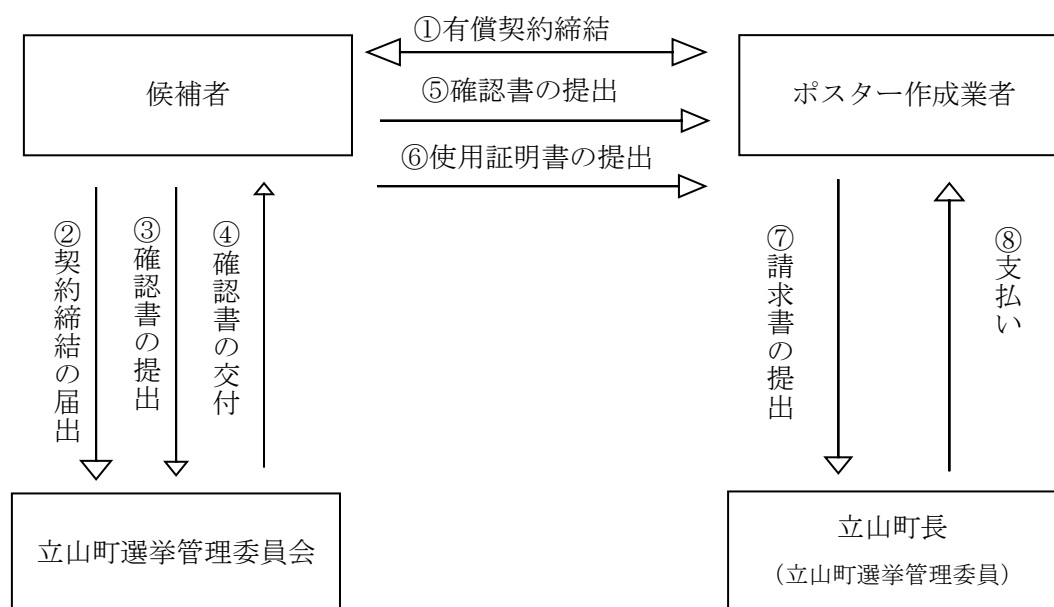 ①有償契約締結
候補者
ポスター作成業者
⑤確認書の提出
⑥使用証明書の提出
②契約締結の届出
③確認書の提出
④確認書の交付
⑦請求書の提出
⑧支払い
立山町選挙管理委員会
立山町長
（立山町選挙管理委員）